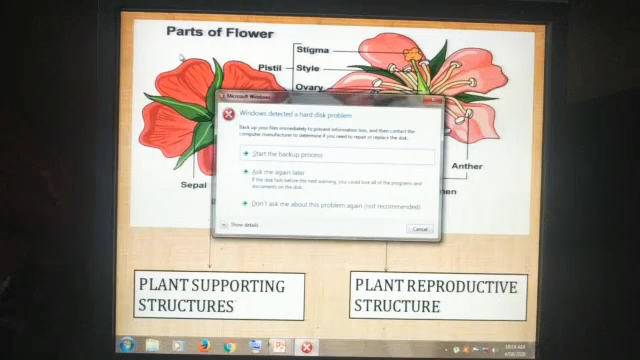 Parts of Flower
Stigma
Pistil
Style
Ovary
Microsoft Windows
Windows detected a hard disk problem
Back up your files immediately to prevent information loss, and then contact the
computer manufacturer to determine if you need to repair or replace the disk.
Start the backup process
Ask me again later
If the disk fails before the next warning, you could lose all of the programs and
documents on the disk.
Don't ask me about this problem again (not recommended)
Show details
Cancel
Anther
Sepal
PLANT SUPPORTING
STRUCTURES
PLANT REPRODUCTIVE
STRUCTURE